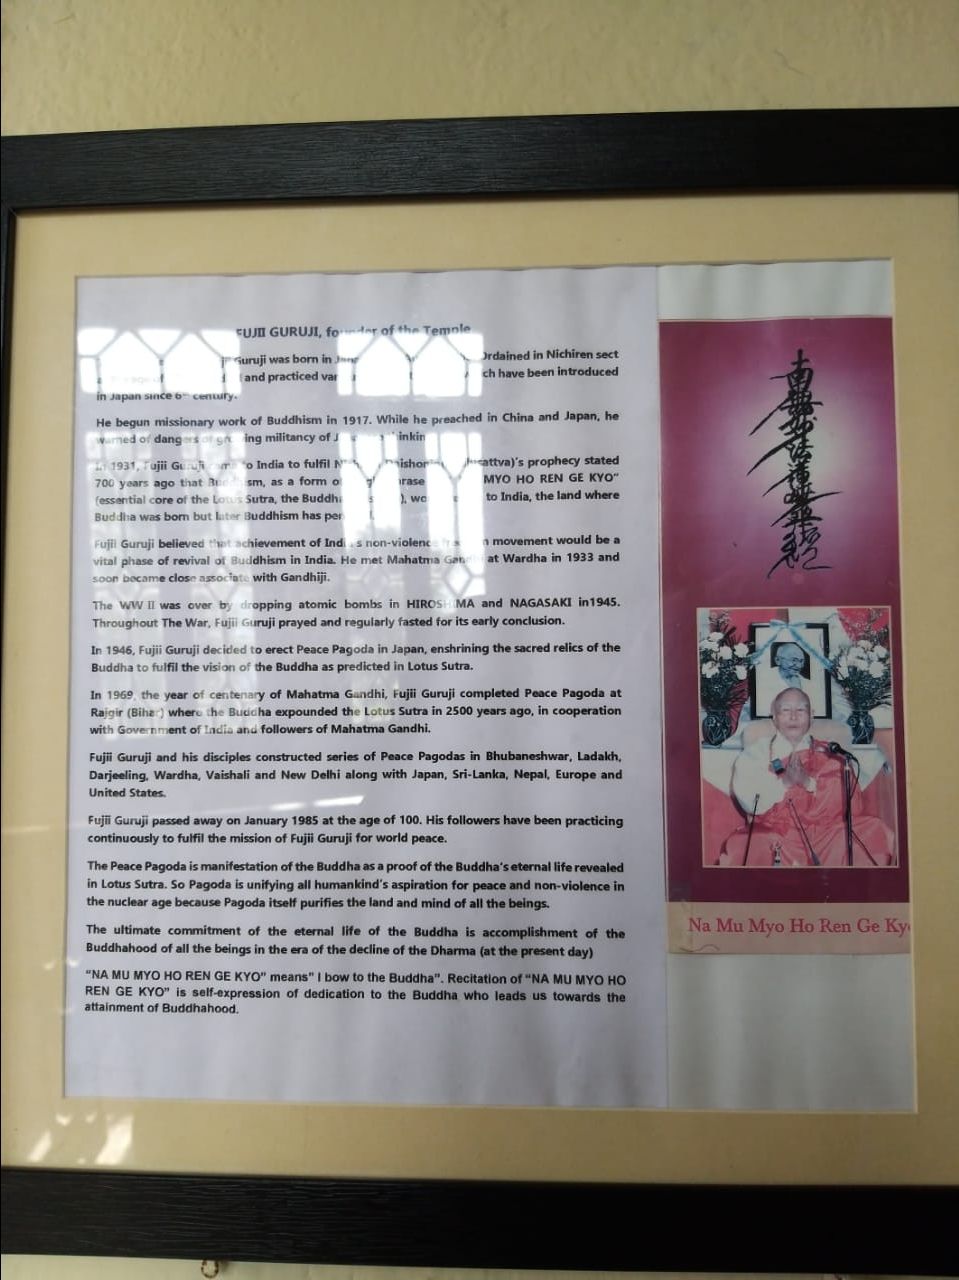 FUJII GURUJI, founder of the Temple
Guruji was born in Ordained in Nichiren sect
and practiced which have been introduced
in Japan since 6th century.
He begun missionary work of Buddhism in 1917. While he preached in China and Japan, he
warned of dangers of growing militancy of
In 1931, Fujii Guruji came to India to fulfil prophecy stated
700 years ago that Buddhism, as a form of MYO HO REN GE KYO”
(essential core of the Lotus Sutra, the to India, the land where
Buddha was born but later Buddhism has
Fujii Guruji believed that achievement of India's non-violence freedom movement would be a
vital phase of revival of Buddhism in India. He met Mahatma Gandhi at Wardha in 1933 and
soon became close associate with Gandhiji.
The WW II was over by dropping atomic bombs in HIROSHIMA and NAGASAKI in1945.
Throughout The War, Fujii Guruji prayed and regularly fasted for its early conclusion.
In 1946, Fujii Guruji decided to erect Peace Pagoda in Japan, enshrining the sacred relics of the
Buddha to fulfil the vision of the Buddha as predicted in Lotus Sutra.
In 1969, the year of centenary of Mahatma Gandhi, Fujii Guruji completed Peace Pagoda at
Rajgir (Bihar) where the Buddha expounded the Lotus Sutra in 2500 years ago, in cooperation
with Government of India and followers of Mahatma Gandhi.
Fujii Guruji and his disciples constructed series of Peace Pagodas in Bhubaneshwar, Ladakh,
Darjeeling, Wardha, Vaishali and New Delhi along with Japan, Sri-Lanka, Nepal, Europe and
United States.
Fujii Guruji passed away on January 1985 at the age of 100. His followers have been practicing
continuously to fulfil the mission of Fujii Guruji for world peace.
The Peace Pagoda is manifestation of the Buddha as a proof of the Buddha's eternal life revealed
in Lotus Sutra. So Pagoda is unifying all humankind's aspiration for peace and non-violence in
the nuclear age because Pagoda itself purifies the land and mind of all the beings.
The ultimate commitment of the eternal life of the Buddha is accomplishment of the
Buddhahood of all the beings in the era of the decline of the Dharma (at the present day)
“NA MU MYO HO REN GE KYO” means” I bow to the Buddha”. Recitation of “NA MU MYO HO
REN GE KYO” is self-expression of dedication to the Buddha who leads us towards the
attainment of Buddhahood.
南無妙法蓮華経
Na Mu Myo Ho Ren Ge Ky